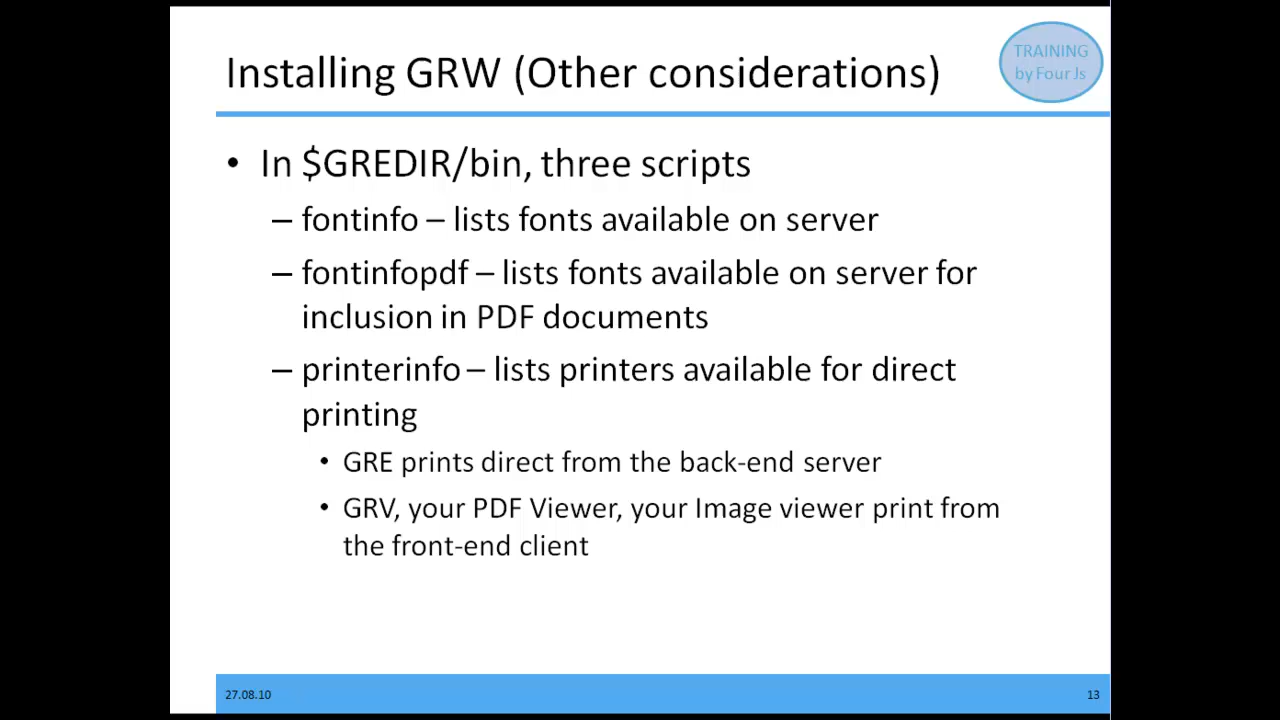 Installing GRW (Other considerations)
TRAINING
by Four Js
• In $GREDIR/bin, three scripts
– fontinfo – lists fonts available on server
– fontinfopdf – lists fonts available on server for
inclusion in PDF documents
– printerinfo – lists printers available for direct
printing
• GRE prints direct from the back-end server
• GRV, your PDF Viewer, your Image viewer print from
the front-end client
27.08.10
13